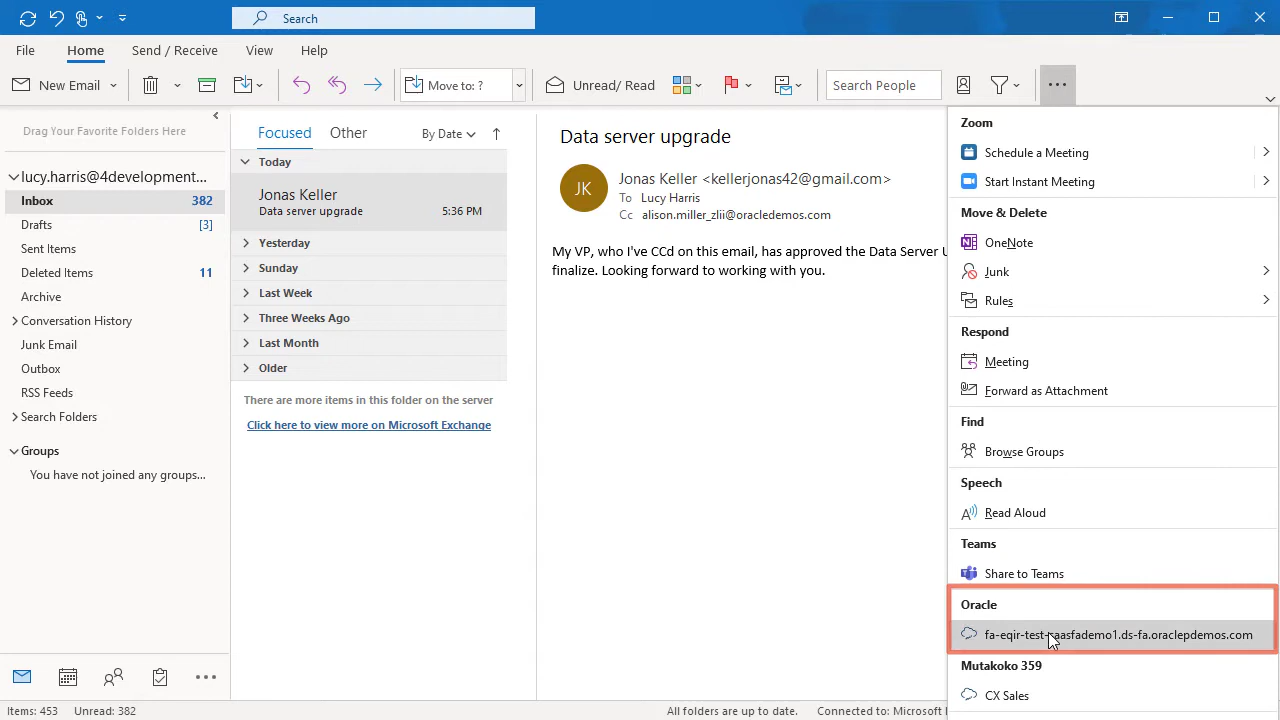 Search
File
Home
Send / Receive
View
Help
New Email
Move to: ?
Unread/ Read
Search People
Drag Your Favorite Folders Here
lucy.harris@4development...
Inbox 382
Drafts [3]
Sent Items
Deleted Items 11
Archive
Conversation History
Junk Email
Outbox
RSS Feeds
Search Folders
Groups
You have not joined any groups...
Focused Other By Date
Today
Jonas Keller
Data server upgrade 5:36 PM
Yesterday
Sunday
Last Week
Three Weeks Ago
Last Month
Older
There are more items in this folder on the server
Click here to view more on Microsoft Exchange
Data server upgrade
JK
Jonas Keller <kellerjonas42@gmail.com>
To Lucy Harris
Cc alison.miller_zlii@oracledemos.com
My VP, who I've CCd on this email, has approved the Data Server U
finalize. Looking forward to working with you.
Zoom
Schedule a Meeting
Start Instant Meeting
Move & Delete
OneNote
Junk
Rules
Respond
Meeting
Forward as Attachment
Find
Browse Groups
Speech
Read Aloud
Teams
Share to Teams
Oracle
Mutakoko 359
CX Sales
Items: 453 Unread: 382
All folders are up to date. Connected to: Microsoft